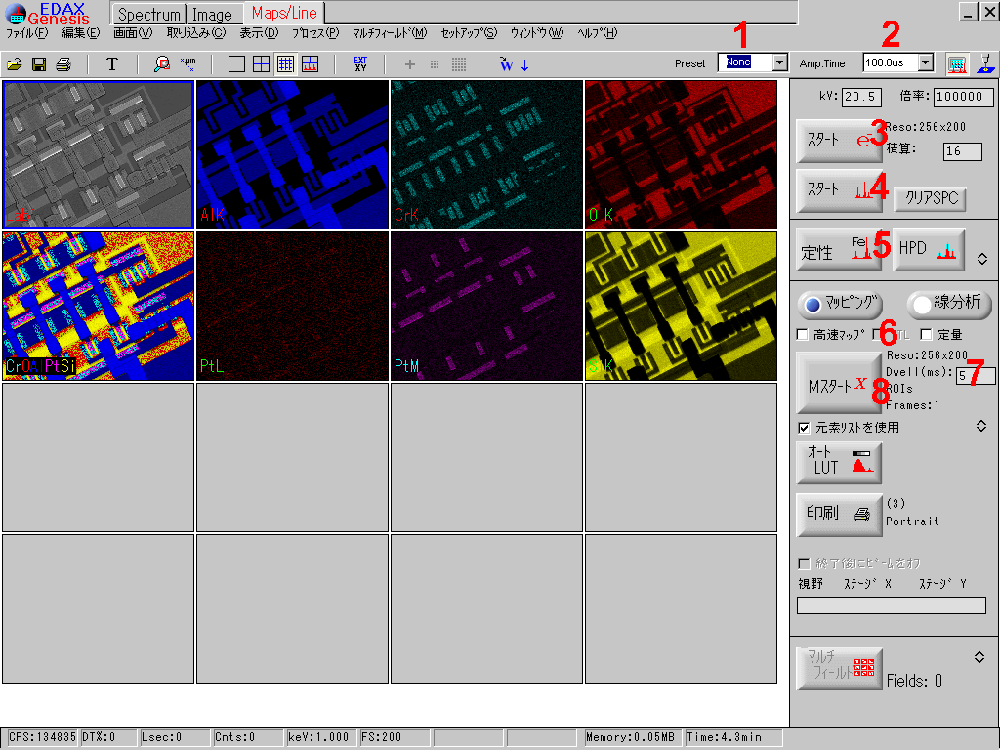 EDAX
Genesis
Spectrum Image Maps/Line
ﾌｧｲﾙ(F) 編集(E) 画面(V) 取り込み(C) 表示(D) ﾌﾟﾛｾｽ(P) ﾏﾙﾁﾌｨｰﾙﾄﾞ(M) ｾｯﾄｱｯﾌﾟ(S) ｳｨﾝﾄﾞｳ(W) ﾍﾙﾌﾟ(H)
1 2
T μm EXT XY W Preset None Amp.Time 100.0us
kV: 20.5 倍率: 100000
ｽﾀｰﾄ e⁻ 3 Reso:256x200
積算: 16
ｽﾀｰﾄ 4 ｸﾘｱSPC
AlK CrK O K
定性 Fe 5 HPD
ﾏｯﾋﾟﾝｸﾞ 線分析
高速ﾏｯﾌﾟ 6 TL 定量
CrOAlPtSi PtL PtM SiK
Reso:256x200
Mｽﾀｰﾄ X 8 Dwell(ms): 5 7
ROIs
Frames:1
元素ﾘｽﾄを使用
ｵｰﾄ
LUT
印刷 (3)
Portrait
終了後にﾋﾞｰﾑをｵﾌ
視野 ｽﾃｰｼﾞ X ｽﾃｰｼﾞ Y
ﾏﾙﾁ
ﾌｨｰﾙﾄﾞ Fields: 0
CPS:134835 DT%:0 Lsec:0 Cnts:0 keV:1.000 FS:200 Memory:0.05MB Time:4.3min